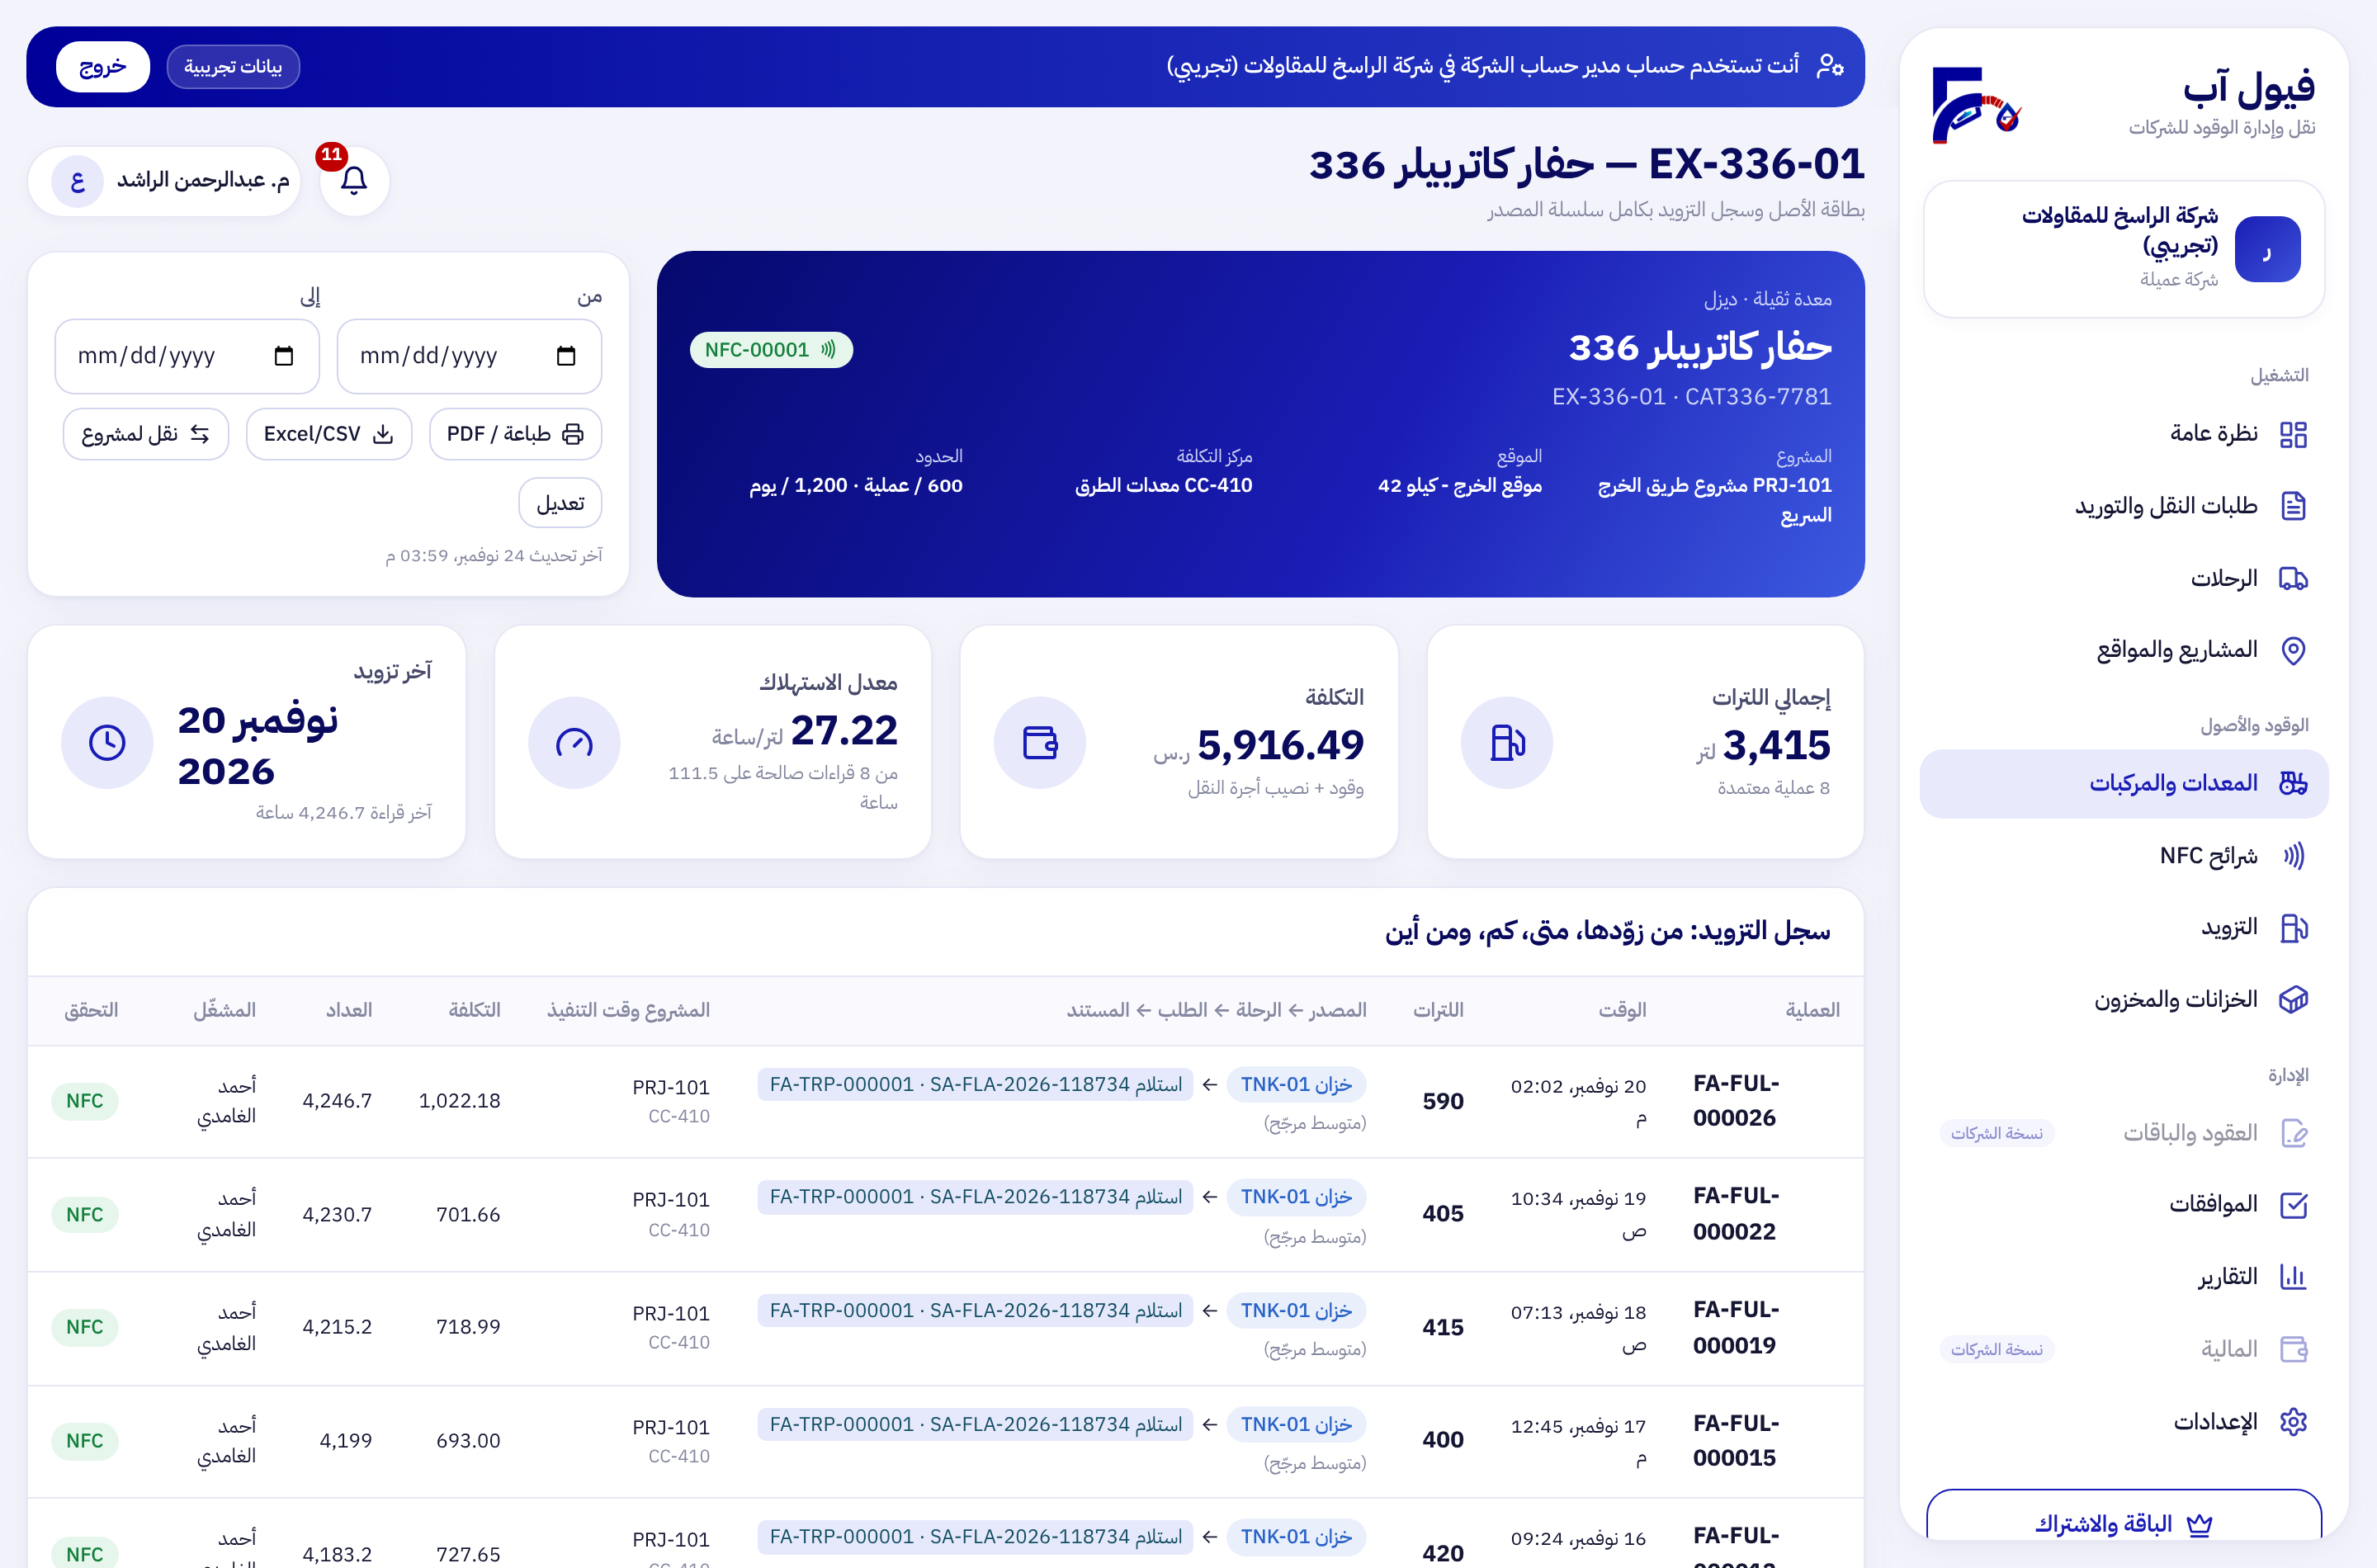 فيول آب
نقل وإدارة الوقود للشركات
ر
شركة الراسخ للمقاولات
(تجريبي)
شركة عميلة
التشغيل
نظرة عامة
طلبات النقل والتوريد
الرحلات
المشاريع والمواقع
الوقود والأصول
المعدات والمركبات
شرائح NFC
التزويد
الخزانات والمخزون
الإدارة
العقود والباقات نسخة الشركات
الموافقات
التقارير
المالية نسخة الشركات
الإعدادات
الباقة والاشتراك
أنت تستخدم حساب مدير حساب الشركة في شركة الراسخ للمقاولات (تجريبي) بيانات تجريبية خروج
EX-336-01 — حفار كاتربيلر 336
بطاقة الأصل وسجل التزويد بكامل سلسلة المصدر
11
م. عبدالرحمن الراشد ع
معدة ثقيلة · ديزل
حفار كاتربيلر 336
NFC-00001
EX-336-01 · CAT336-7781
المشروع الموقع مركز التكلفة الحدود
PRJ-101 مشروع طريق الخرج موقع الخرج - كيلو 42 CC-410 معدات الطرق 600 / عملية · 1,200 / يوم
السريع
من إلى
mm/dd/yyyy mm/dd/yyyy
طباعة / PDF Excel/CSV نقل لمشروع
تعديل
آخر تحديث 24 نوفمبر، 03:59 م
إجمالي اللترات
3,415 لتر
8 عملية معتمدة
التكلفة
5,916.49 ر.س
وقود + نصيب أجرة النقل
معدل الاستهلاك
27.22 لتر/ساعة
من 8 قراءات صالحة على 111.5
ساعة
آخر تزويد
20 نوفمبر
2026
آخر قراءة 4,246.7 ساعة
سجل التزويد: من زوّدها، متى، كم، ومن أين
العملية الوقت اللترات المصدر ← الرحلة ← الطلب ← المستند المشروع وقت التنفيذ التكلفة العداد المشغّل التحقق
FA-FUL- 20 نوفمبر، 02:02 590 خزان TNK-01 ← استلام FA-TRP-000001 · SA-FLA-2026-118734 PRJ-101 1,022.18 4,246.7 أحمد NFC
000026 م (متوسط مرجّح) CC-410 الغامدي
FA-FUL- 19 نوفمبر، 10:34 405 خزان TNK-01 ← استلام FA-TRP-000001 · SA-FLA-2026-118734 PRJ-101 701.66 4,230.7 أحمد NFC
000022 ص (متوسط مرجّح) CC-410 الغامدي
FA-FUL- 18 نوفمبر، 07:13 415 خزان TNK-01 ← استلام FA-TRP-000001 · SA-FLA-2026-118734 PRJ-101 718.99 4,215.2 أحمد NFC
000019 ص (متوسط مرجّح) CC-410 الغامدي
FA-FUL- 17 نوفمبر، 12:45 400 خزان TNK-01 ← استلام FA-TRP-000001 · SA-FLA-2026-118734 PRJ-101 693.00 4,199 أحمد NFC
000015 م (متوسط مرجّح) CC-410 الغامدي
FA-FUL- 16 نوفمبر، 09:24 420 خزان TNK-01 ← استلام FA-TRP-000001 · SA-FLA-2026-118734 PRJ-101 727.65 4,183.2 أحمد NFC